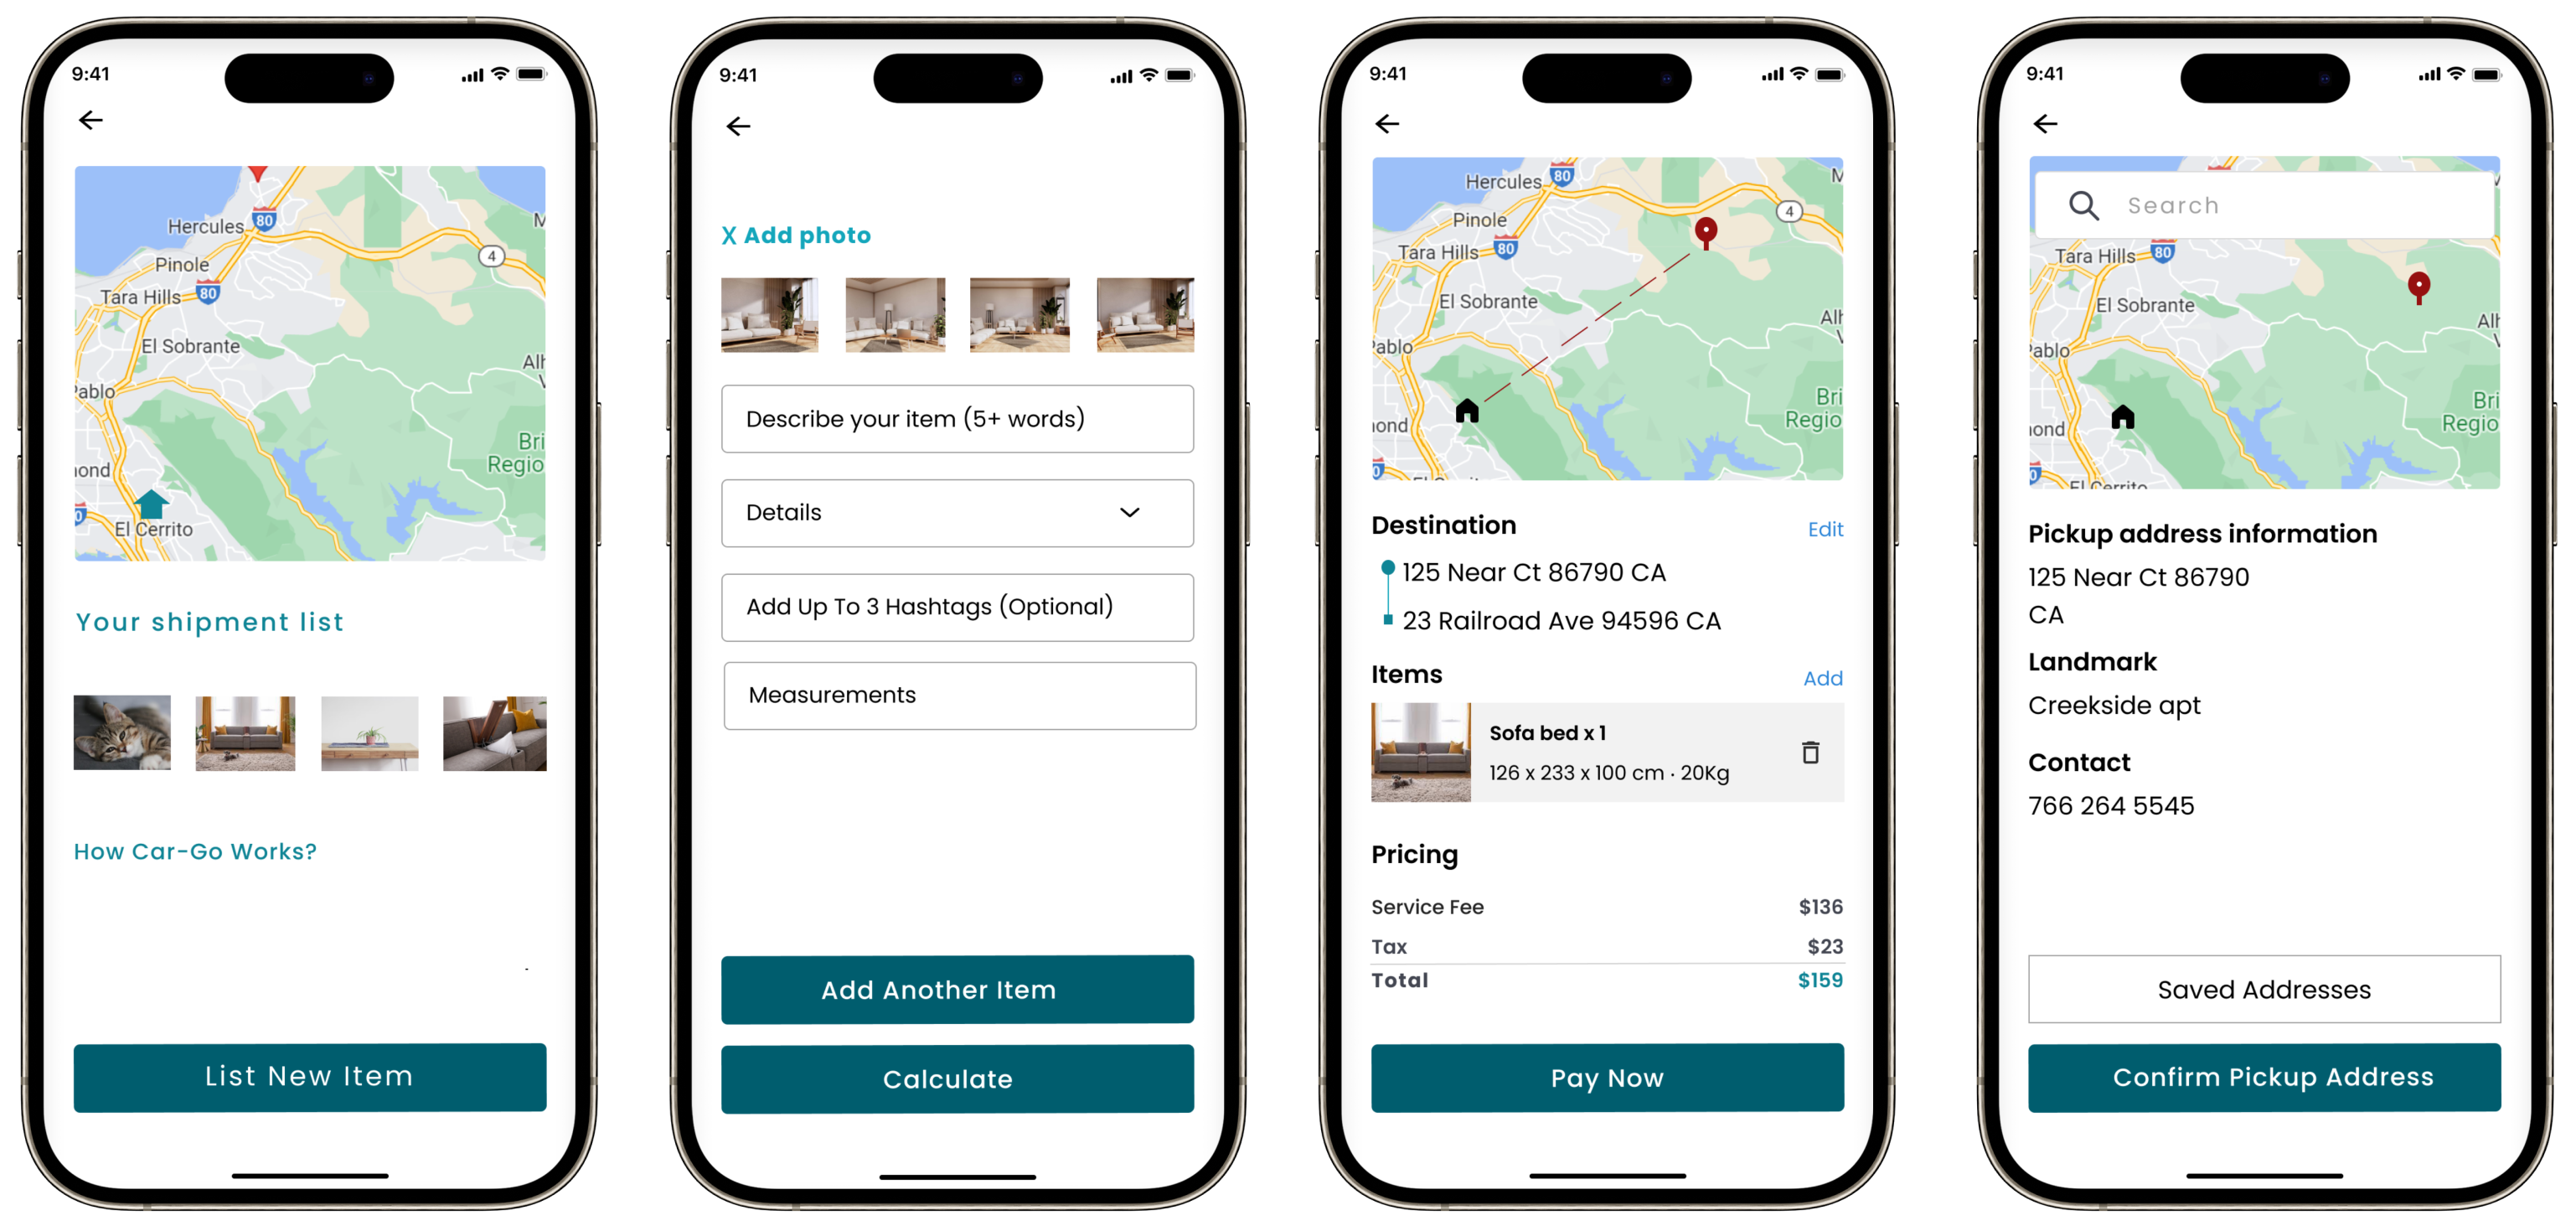 9:41
Hercules
80
M
4
Pinole
Tara Hills
80
El Sobrante
Alh
V
Pablo
Bri
Regio
mond
El Cerrito
Your shipment list
How Car-Go Works?
List New Item
9:41
X Add photo
Describe your item (5+ words)
Details
Add Up To 3 Hashtags (Optional)
Measurements
Add Another Item
Calculate
9:41
Hercules
80
M
4
Pinole
Tara Hills
80
El Sobrante
Alh
V
Pablo
Bri
Regio
mond
Destination
Edit
125 Near Ct 86790 CA
23 Railroad Ave 94596 CA
Items
Add
Sofa bed x 1
126 x 233 x 100 cm · 20Kg
Pricing
Service Fee
$136
Tax
$23
Total
$159
Pay Now
9:41
Search
Tara Hills
80
El Sobrante
Alh
V
Pablo
Bri
Regio
mond
El Cerrito
Pickup address information
125 Near Ct 86790
CA
Landmark
Creekside apt
Contact
766 264 5545
Saved Addresses
Confirm Pickup Address